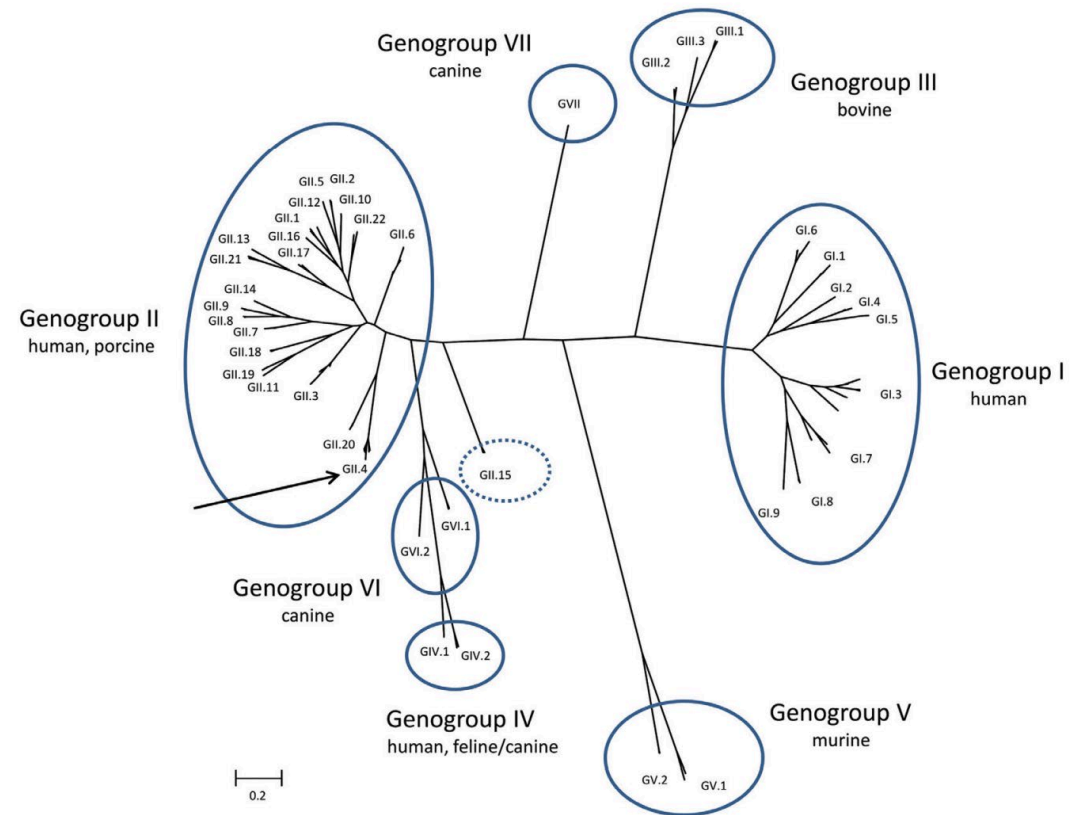 Genogroup VII
canine
GVII
GIII.1
GIII.3
GIII.2
Genogroup III
bovine
GII.5
GII.2
GII.12
GII.10
GII.1
GII.22
GII.16
GII.6
GII.13
GII.17
GII.21
GII.14
GII.9
GII.8
GII.7
GII.18
GII.19
GII.11
GII.3
GII.20
GII.4
Genogroup II
human, porcine
GI.6
GI.1
GI.2
GI.4
GI.5
GI.3
GI.7
GI.8
GI.9
Genogroup I
human
GII.15
GVI.1
GVI.2
Genogroup VI
canine
GIV.1
GIV.2
Genogroup IV
human, feline/canine
Genogroup V
murine
GV.2
GV.1
0.2